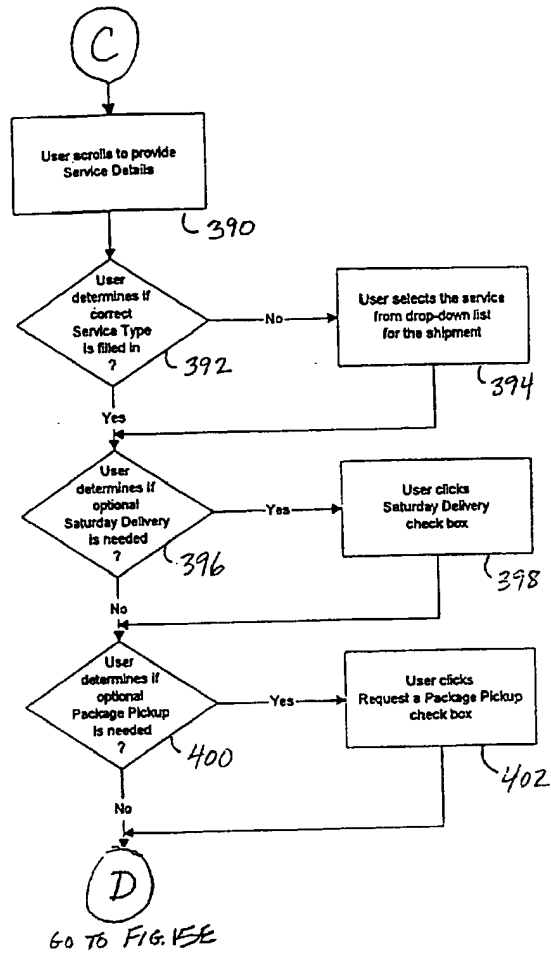 C
User scrolls to provide
Service Details
390
User
determines if
correct
Service Type
is filled in
?
392
No
User selects the service
from drop-down list
for the shipment
394
Yes
User
determines if
optional
Saturday Delivery
is needed
?
396
Yes
User clicks
Saturday Delivery
check box
398
No
User
determines if
optional
Package Pickup
is needed
?
400
Yes
User clicks
Request a Package Pickup
check box
402
No
D
GO TO FIG. 15E